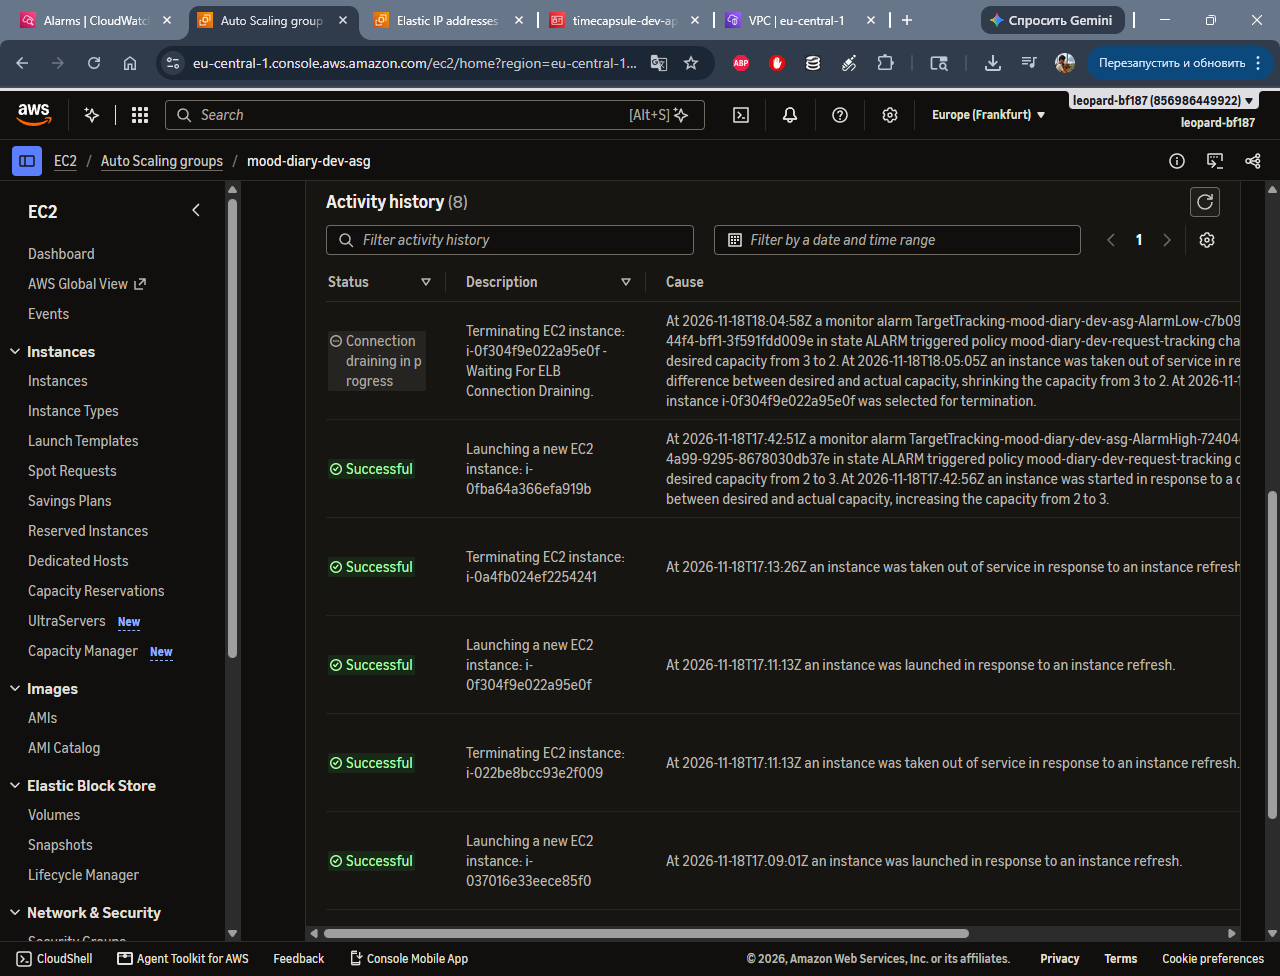 Alarms | CloudWatc
Auto Scaling group
Elastic IP addresses
timecapsule-dev-ap
VPC | eu-central-1
Спросить Gemini
eu-central-1.console.aws.amazon.com/ec2/home?region=eu-central-1...
ABP
Перезапустить и обновить
aws
Search
[Alt+S]
Europe (Frankfurt)
leopard-bf187 (856986449922)
leopard-bf187
EC2 / Auto Scaling groups / mood-diary-dev-asg
EC2
Dashboard
AWS Global View
Events
Instances
Instances
Instance Types
Launch Templates
Spot Requests
Savings Plans
Reserved Instances
Dedicated Hosts
Capacity Reservations
UltraServers New
Capacity Manager New
Images
AMIs
AMI Catalog
Elastic Block Store
Volumes
Snapshots
Lifecycle Manager
Network & Security
Security Groups
Activity history (8)
Filter activity history
Filter by a date and time range
1
Status
Description
Cause
Connection
draining in p
rogress
Terminating EC2 instance:
i-0f304f9e022a95e0f -
Waiting For ELB
Connection Draining.
At 2026-11-18T18:04:58Z a monitor alarm TargetTracking-mood-diary-dev-asg-AlarmLow-c7b09
44f4-bff1-3f591fdd009e in state ALARM triggered policy mood-diary-dev-request-tracking cha
desired capacity from 3 to 2. At 2026-11-18T18:05:05Z an instance was taken out of service in re
difference between desired and actual capacity, shrinking the capacity from 3 to 2. At 2026-11-1
instance i-0f304f9e022a95e0f was selected for termination.
Successful
Launching a new EC2
instance: i-
0fba64a366efa919b
At 2026-11-18T17:42:51Z a monitor alarm TargetTracking-mood-diary-dev-asg-AlarmHigh-72404
4a99-9295-8678030db37e in state ALARM triggered policy mood-diary-dev-request-tracking c
desired capacity from 2 to 3. At 2026-11-18T17:42:56Z an instance was started in response to a d
between desired and actual capacity, increasing the capacity from 2 to 3.
Successful
Terminating EC2 instance:
i-0a4fb024ef2254241
At 2026-11-18T17:13:26Z an instance was taken out of service in response to an instance refresh
Successful
Launching a new EC2
instance: i-
0f304f9e022a95e0f
At 2026-11-18T17:11:13Z an instance was launched in response to an instance refresh.
Successful
Terminating EC2 instance:
i-022be8bcc93e2f009
At 2026-11-18T17:11:13Z an instance was taken out of service in response to an instance refresh.
Successful
Launching a new EC2
instance: i-
037016e33eece85f0
At 2026-11-18T17:09:01Z an instance was launched in response to an instance refresh.
CloudShell
Agent Toolkit for AWS
Feedback
Console Mobile App
© 2026, Amazon Web Services, Inc. or its affiliates.
Privacy
Terms
Cookie preferences